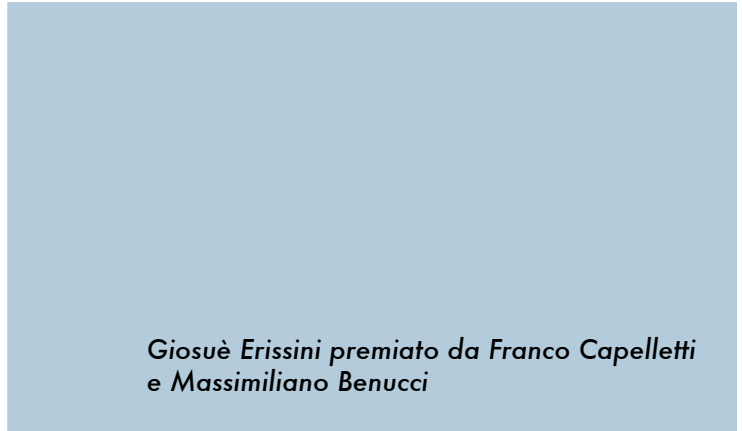 Giosuè Erissini premiato da Franco Capelletti
e Massimiliano Benucci